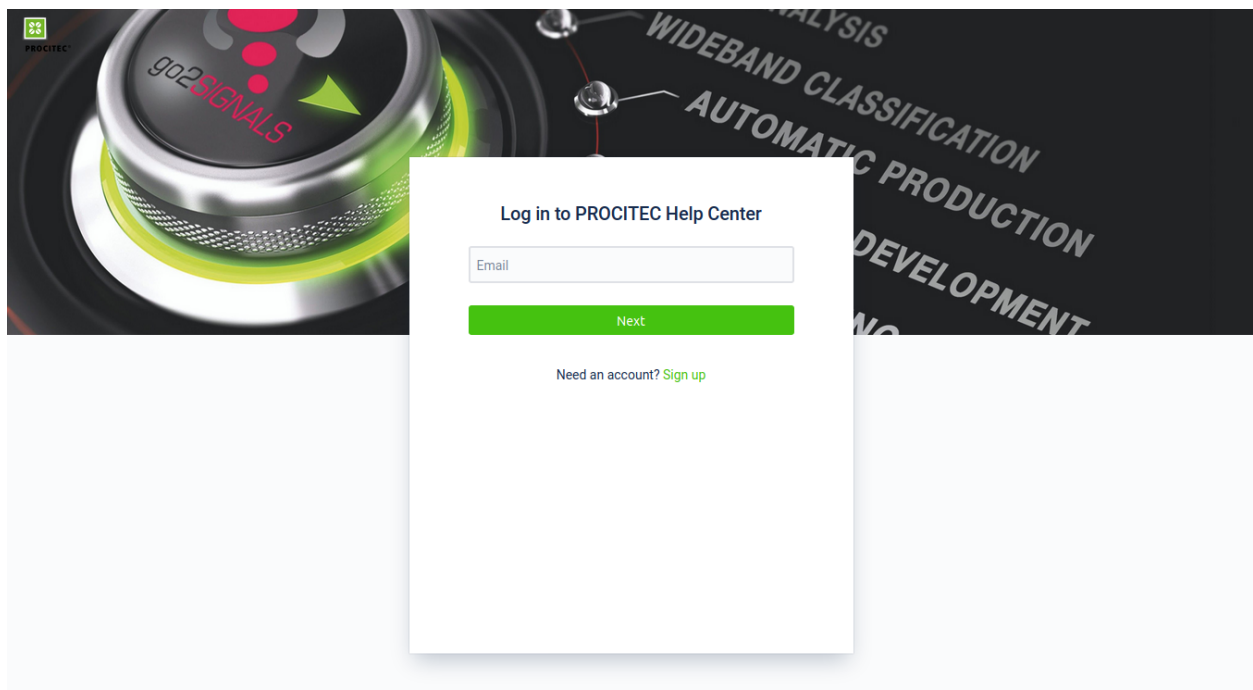 PROCITEC®
go2SIGNALS
WIDEBAND CLASSIFICATION
AUTOMATIC PRODUCTION
DEVELOPMENT
Log in to PROCITEC Help Center
Email
Next
Need an account? Sign up